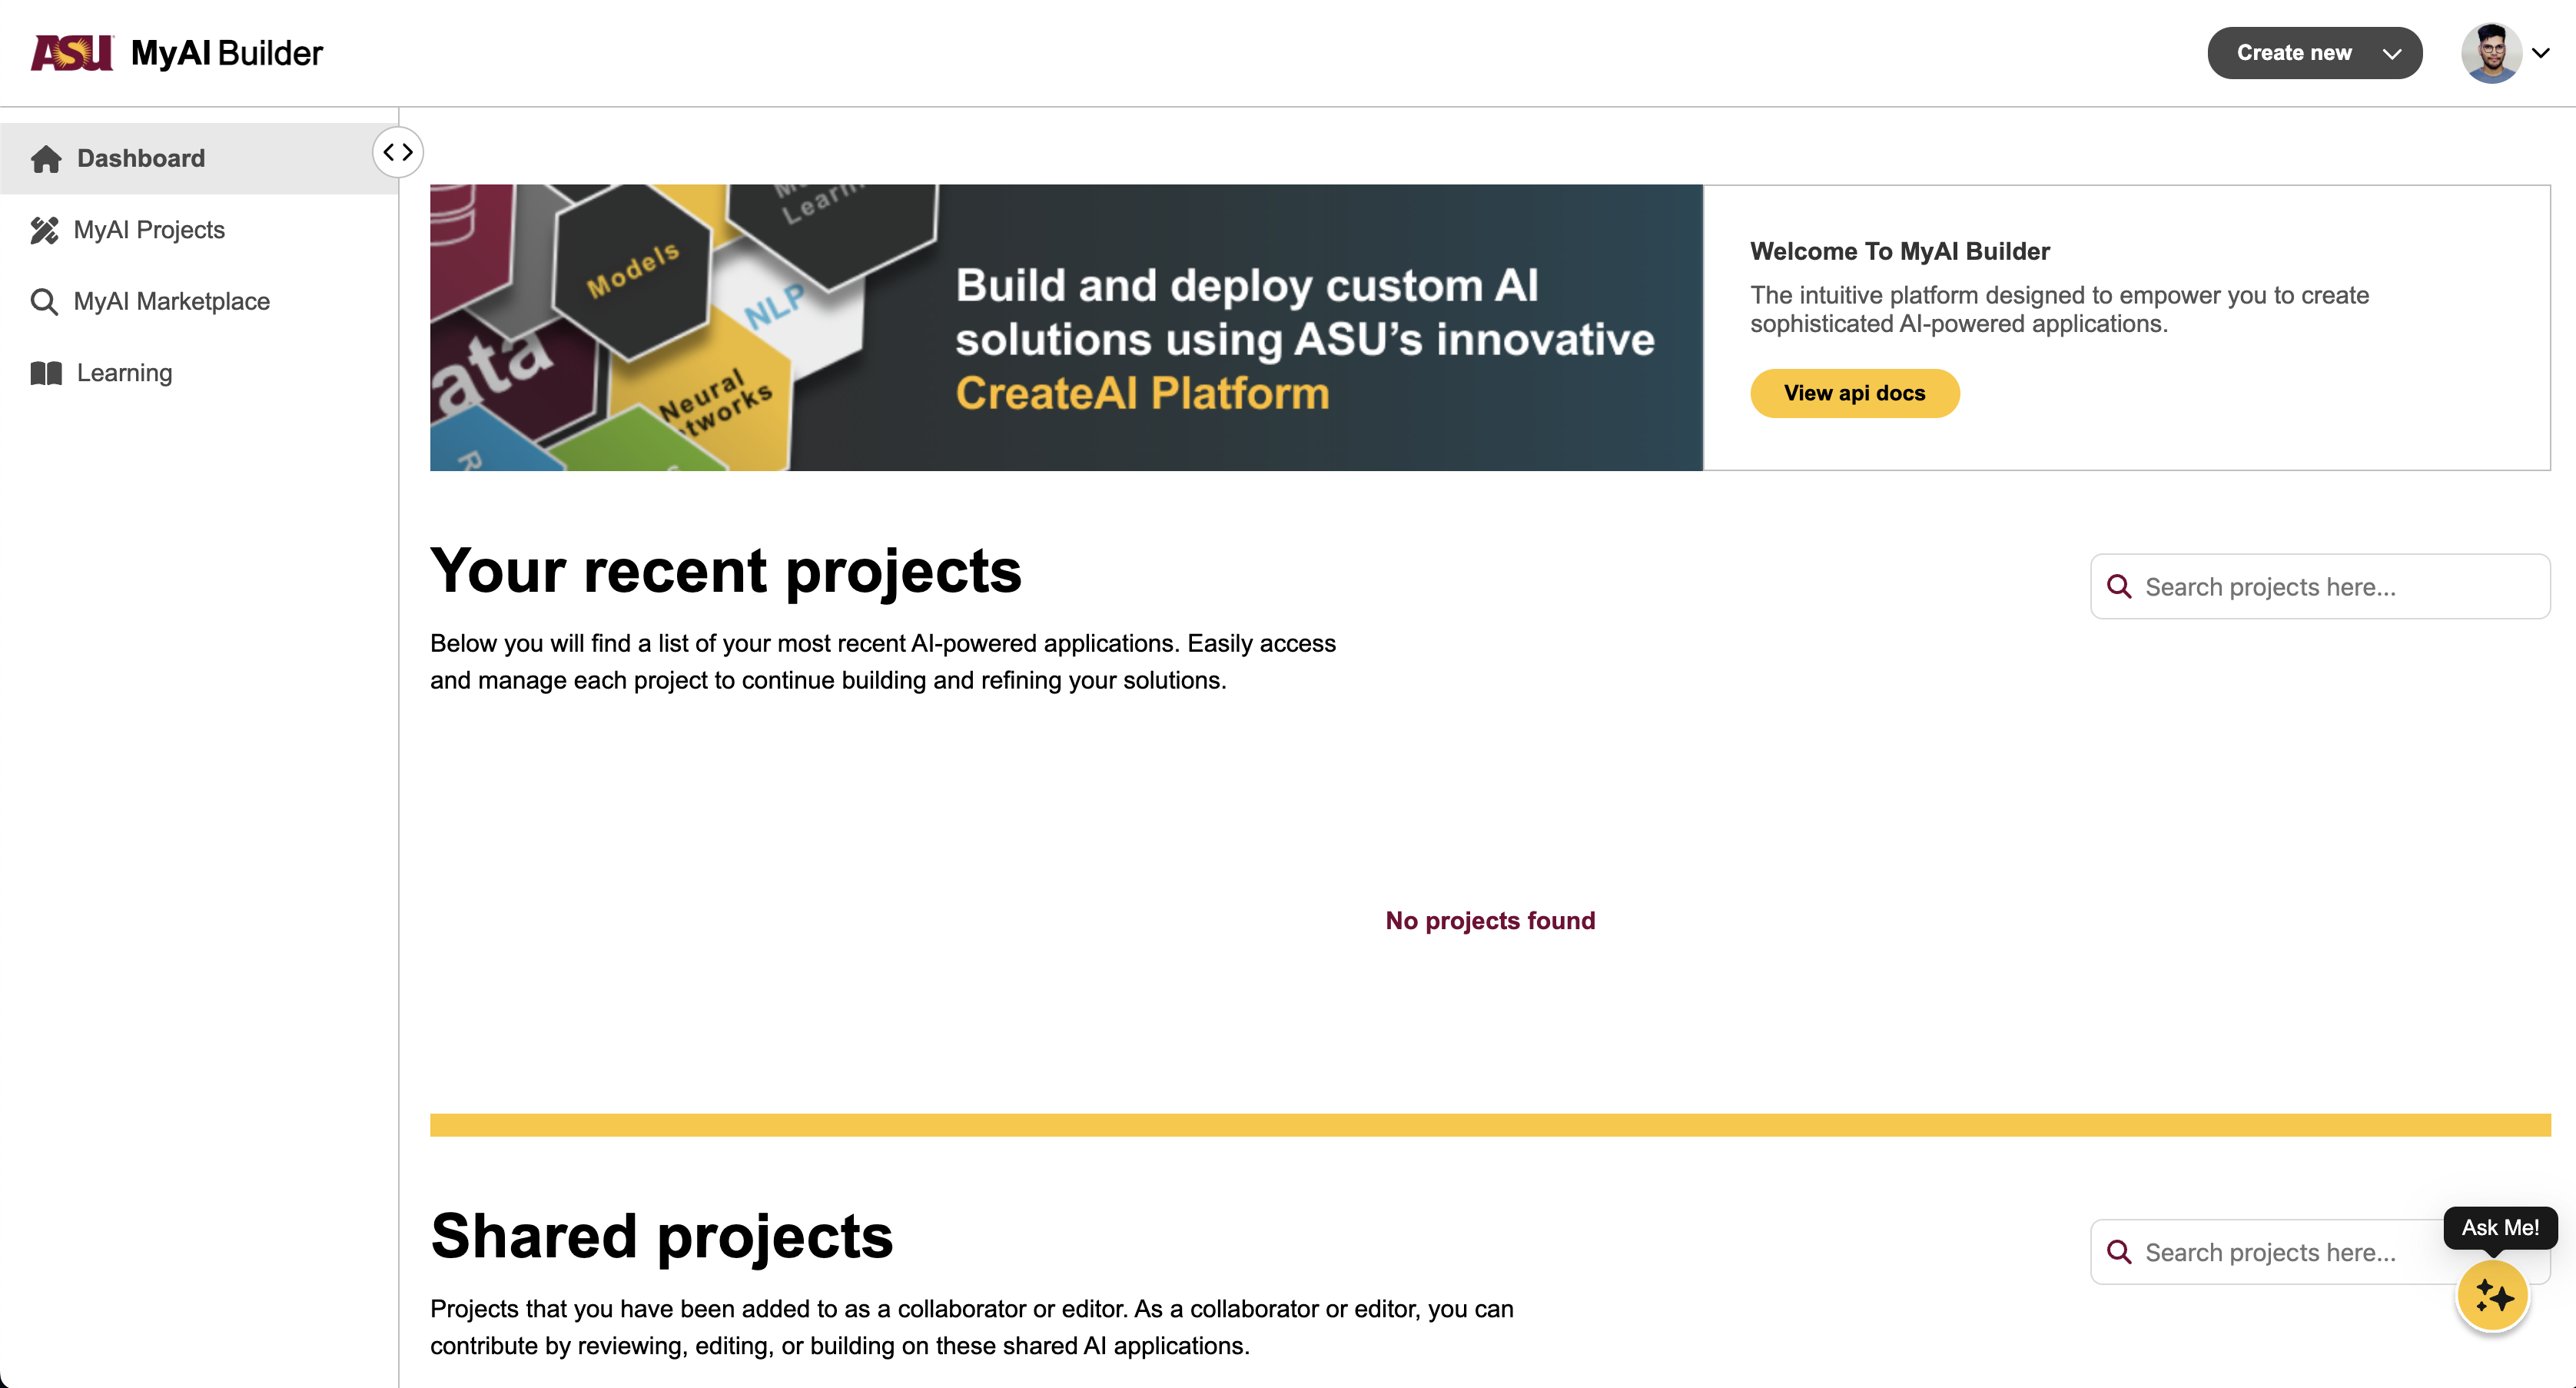 ASU MyAI Builder
Create new
Dashboard
MyAI Projects
MyAI Marketplace
Learning
Models
NLP
ata
Neural
tworks
R
Build and deploy custom AI
solutions using ASU’s innovative
CreateAI Platform
Welcome To MyAI Builder
The intuitive platform designed to empower you to create
sophisticated AI-powered applications.
View api docs
Your recent projects
Search projects here...
Below you will find a list of your most recent AI-powered applications. Easily access
and manage each project to continue building and refining your solutions.
No projects found
Shared projects
Search projects here...
Ask Me!
Projects that you have been added to as a collaborator or editor. As a collaborator or editor, you can
contribute by reviewing, editing, or building on these shared AI applications.